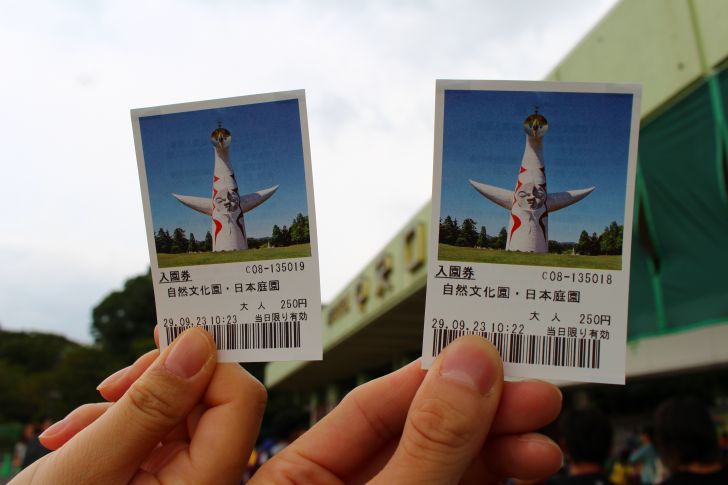 入園券 C08-135019
自然文化園・日本庭園
大人 250円
29.09.23 10:23 当日限り有効
入園券 C08-135018
自然文化園・日本庭園
大人 250円
29.09.23 10:22 当日限り有効